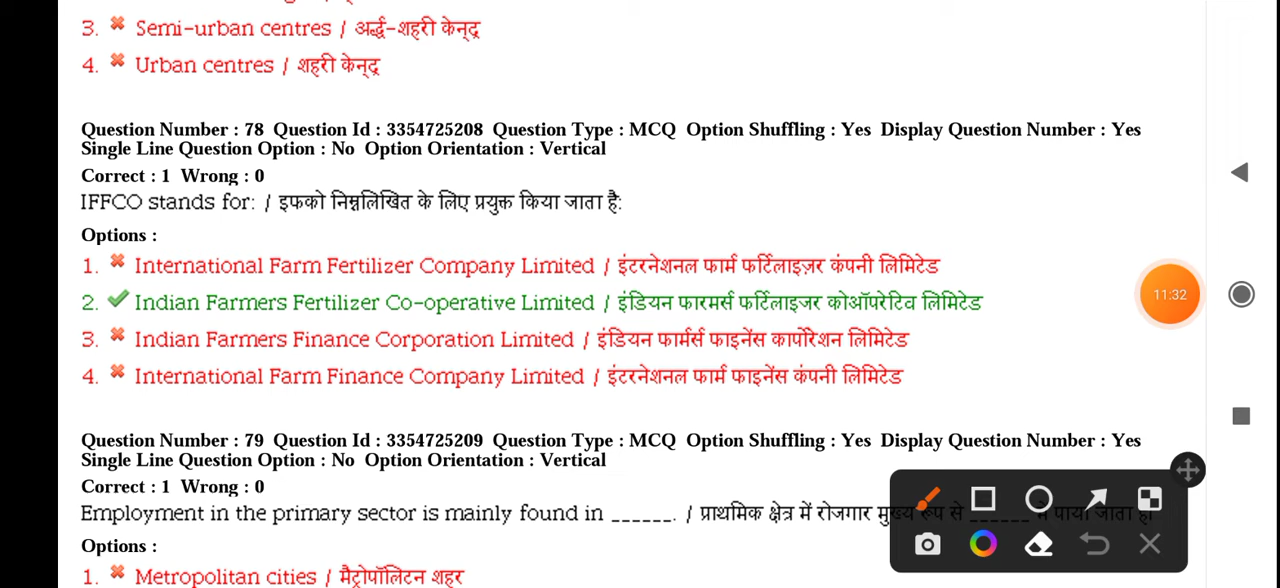 3. Semi-urban centres / अर्द्ध-शहरी केन्द्र
4. Urban centres / शहरी केन्द्र
Question Number : 78 Question Id : 3354725208 Question Type : MCQ Option Shuffling : Yes Display Question Number : Yes
Single Line Question Option : No Option Orientation : Vertical
Correct : 1 Wrong : 0
IFFCO stands for: / इफको निम्नलिखित के लिए प्रयुक्त किया जाता है:
Options :
1. International Farm Fertilizer Company Limited / इंटरनेशनल फार्म फर्टिलाइज़र कंपनी लिमिटेड
2. Indian Farmers Fertilizer Co-operative Limited / इंडियन फारमर्स फर्टिलाइजर कोऑपरेटिव लिमिटेड
3. Indian Farmers Finance Corporation Limited / इंडियन फार्मर्स फाइनेंस कार्पोरेशन लिमिटेड
4. International Farm Finance Company Limited / इंटरनेशनल फार्म फाइनेंस कंपनी लिमिटेड
11:32
Question Number : 79 Question Id : 3354725209 Question Type : MCQ Option Shuffling : Yes Display Question Number : Yes
Single Line Question Option : No Option Orientation : Vertical
Correct : 1 Wrong : 0
Employment in the primary sector is mainly found in ______. / प्राथमिक क्षेत्र में रोजगार मुख्य रूप से ______ में पाया जाता है।
Options :
1. Metropolitan cities / मैट्रोपॉलिटन शहर